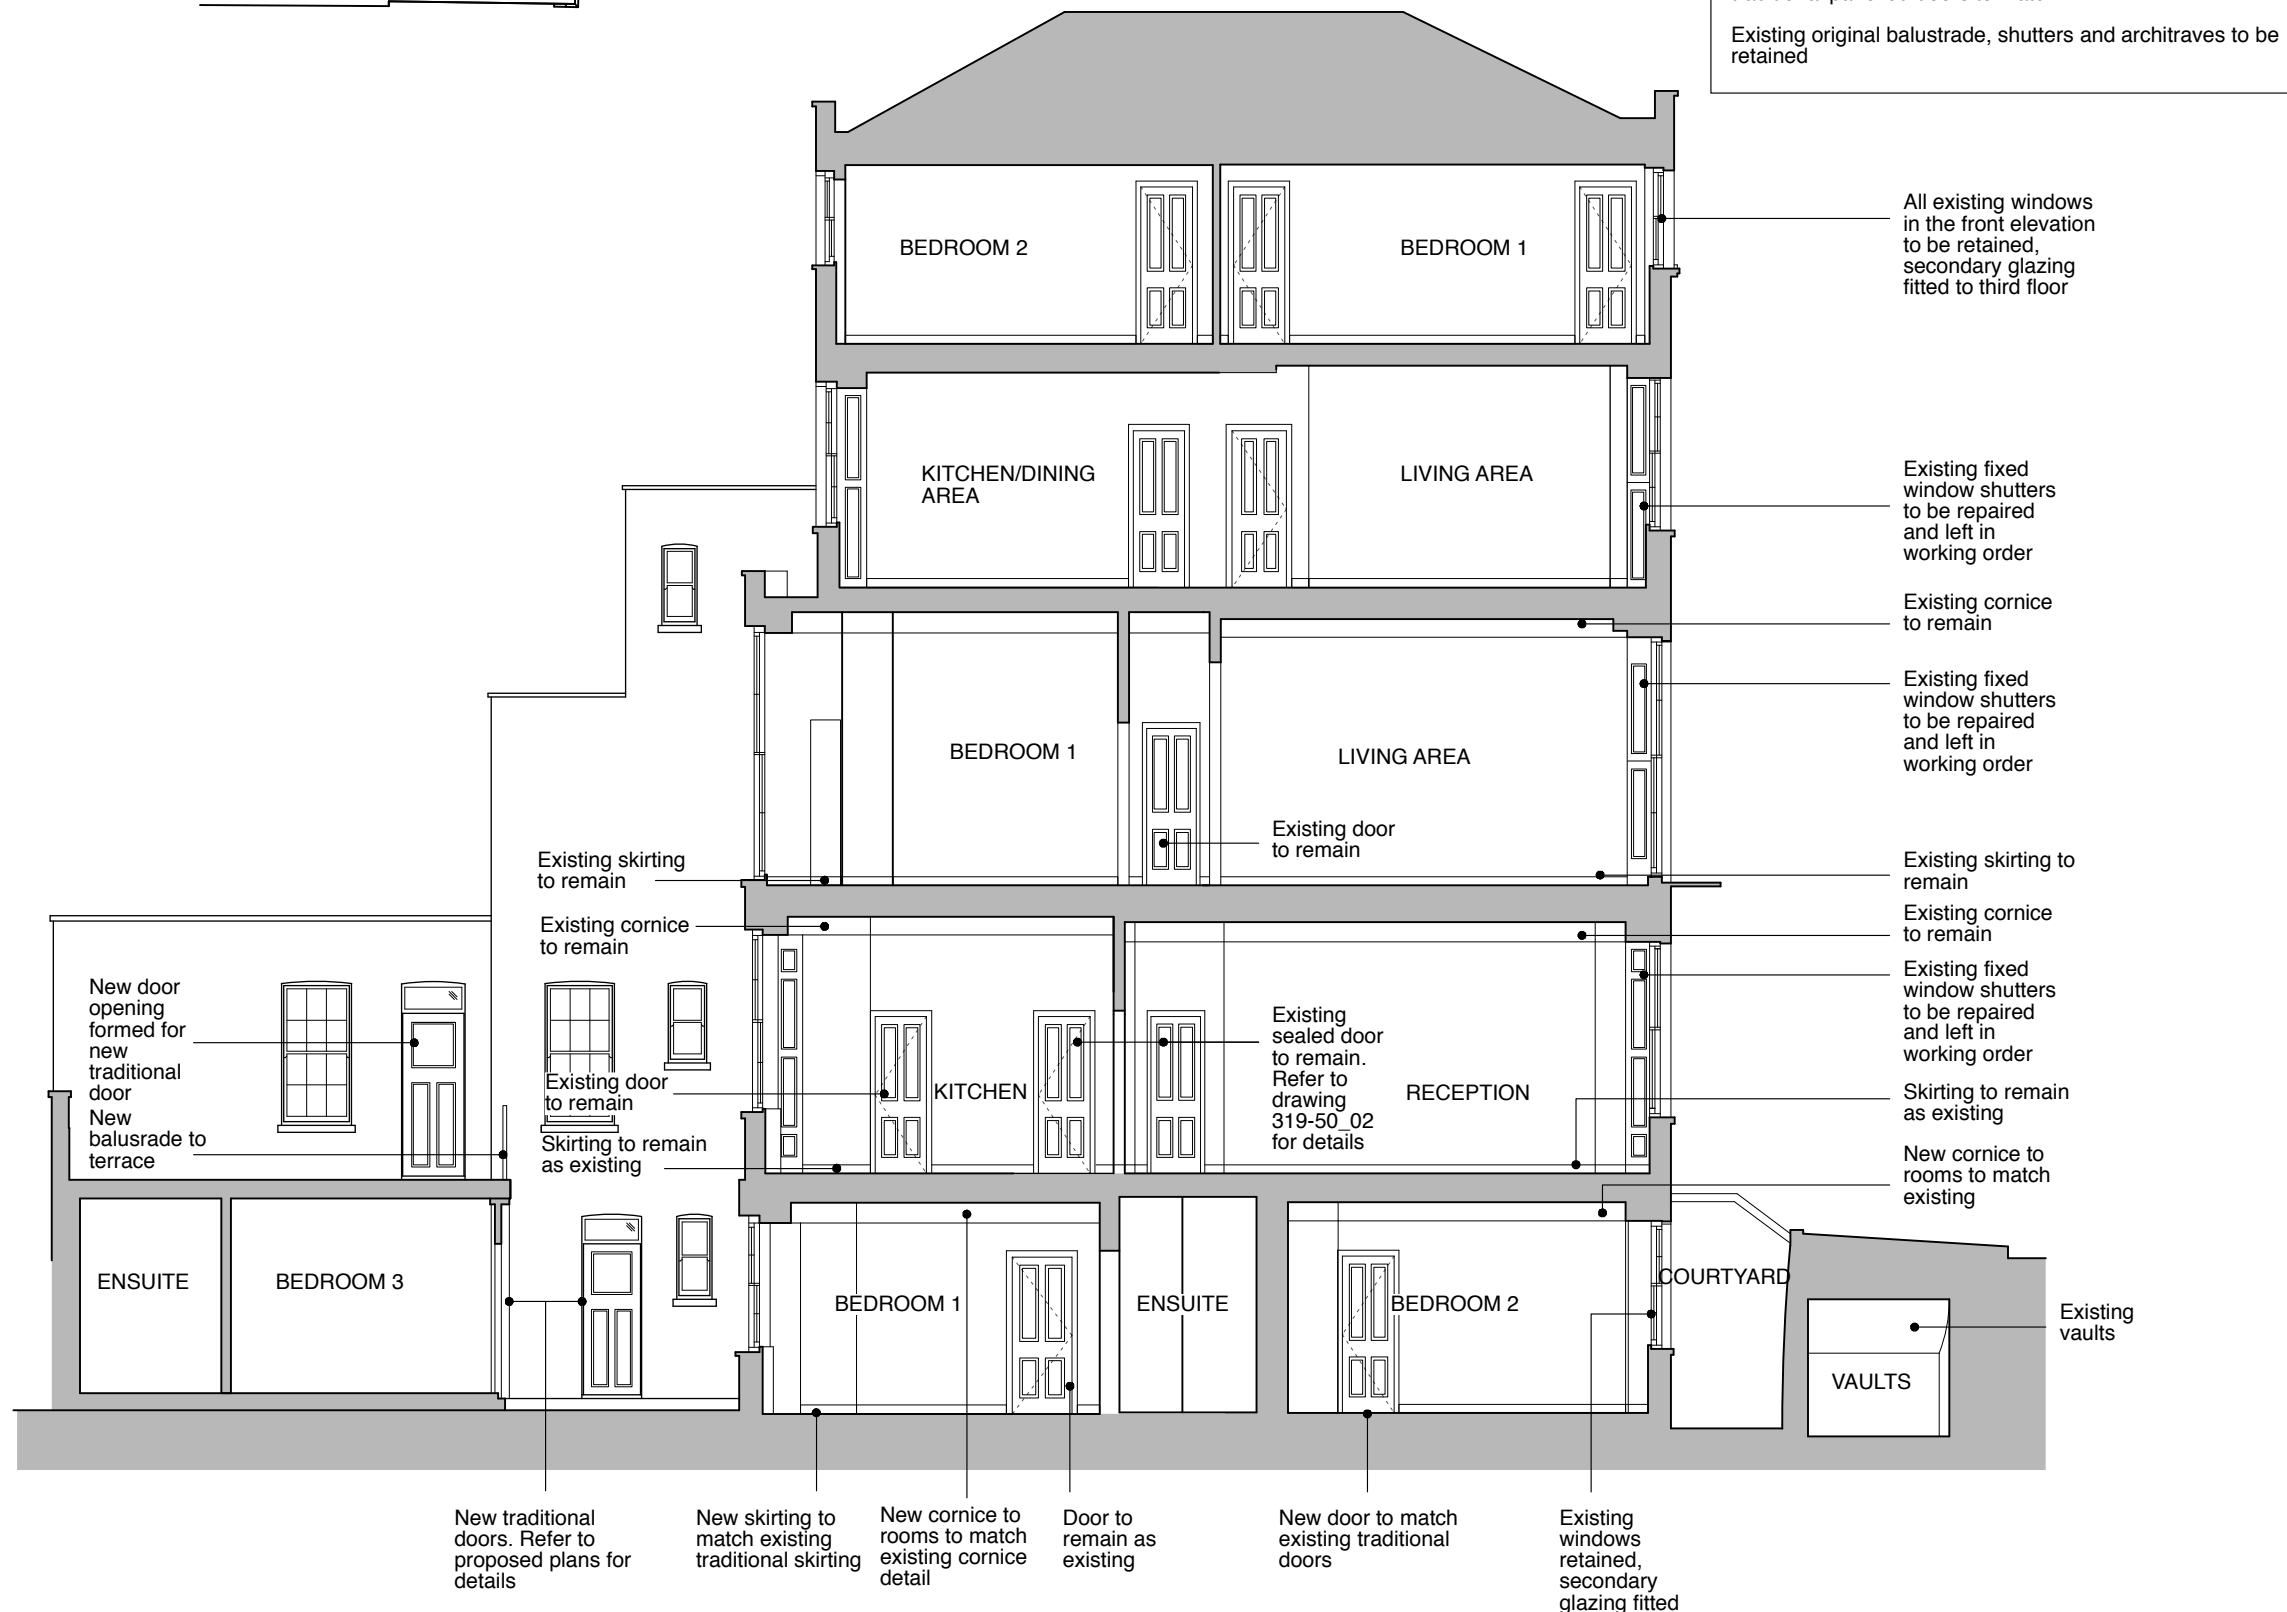 Existing original balustrade, shutters and architraves to be
retained
BEDROOM 2
BEDROOM 1
All existing windows
in the front elevation
to be retained,
secondary glazing
fitted to third floor
KITCHEN/DINING
AREA
LIVING AREA
Existing fixed
window shutters
to be repaired
and left in
working order
Existing cornice
to remain
Existing fixed
window shutters
to be repaired
and left in
working order
BEDROOM 1
LIVING AREA
Existing door
to remain
Existing skirting
to remain
Existing skirting to
remain
Existing cornice
to remain
Existing cornice
to remain
Existing fixed
window shutters
to be repaired
and left in
working order
New door
opening
formed for
new
traditional
door
New
balusrade to
terrace
Existing door
to remain
KITCHEN
Existing
sealed door
to remain.
Refer to
drawing
319-50_02
for details
RECEPTION
Skirting to remain
as existing
Skirting to remain
as existing
New cornice to
rooms to match
existing
ENSUITE
BEDROOM 3
BEDROOM 1
ENSUITE
BEDROOM 2
COURTYARD
Existing
vaults
VAULTS
New traditional
doors. Refer to
proposed plans for
details
New skirting to
match existing
traditional skirting
New cornice to
rooms to match
existing cornice
detail
Door to
remain as
existing
New door to match
existing traditional
doors
Existing
windows
retained,
secondary
glazing fitted